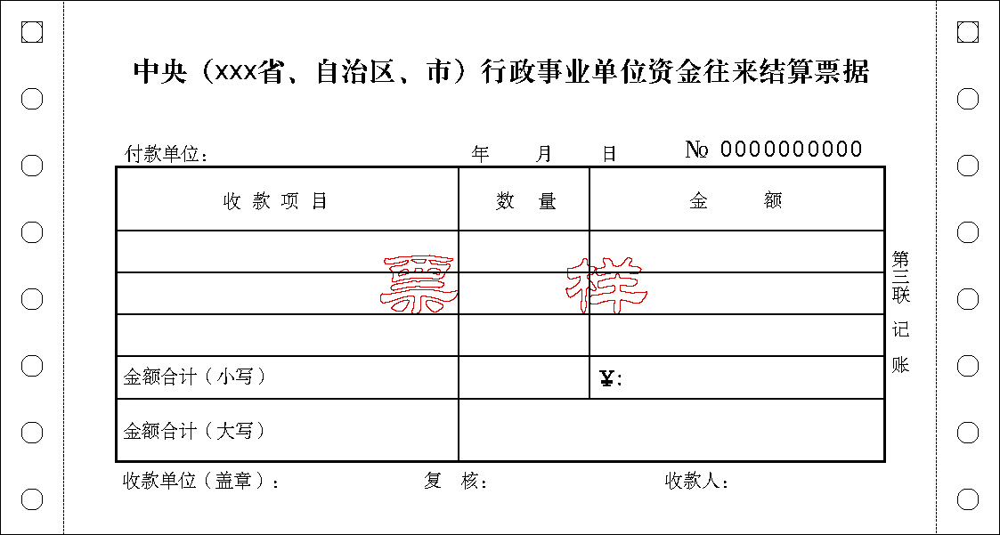 中央（xxx省、自治区、市）行政事业单位资金往来结算票据
付款单位： 年 月 日 № 0000000000
收款项目 数量 金额
票样
金额合计（小写） ¥：
金额合计（大写）
收款单位（盖章）： 复核： 收款人：
第三联 记账